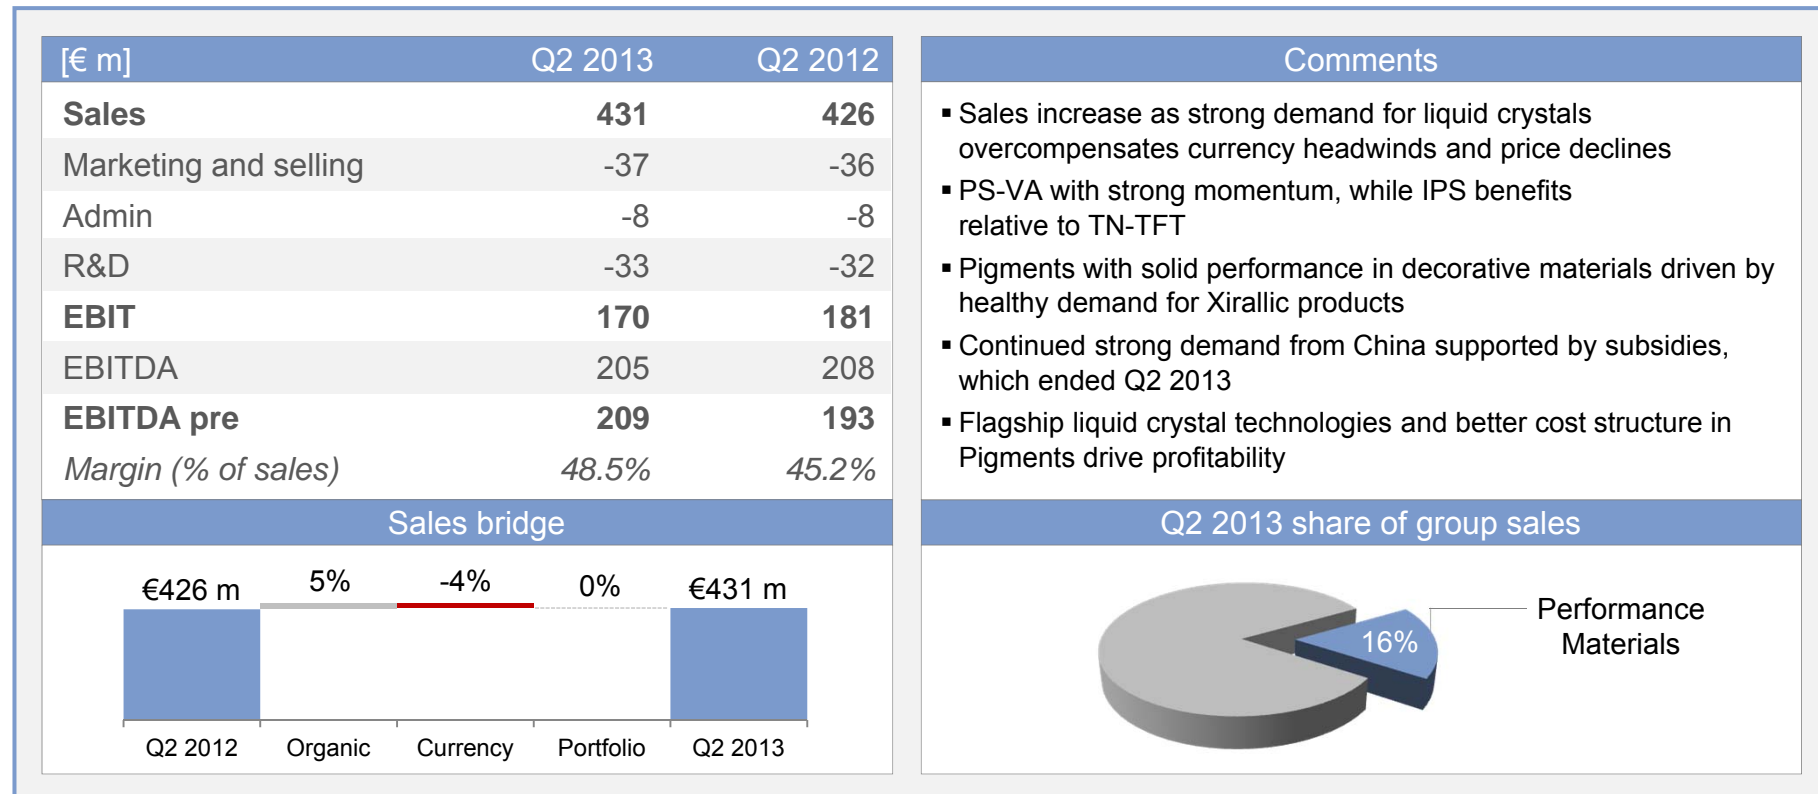 [€ m] Q2 2013 Q2 2012
Sales 431 426
Marketing and selling -37 -36
Admin -8 -8
R&D -33 -32
EBIT 170 181
EBITDA 205 208
EBITDA pre 209 193
Margin (% of sales) 48.5% 45.2%
Comments
▪ Sales increase as strong demand for liquid crystals
overcompensates currency headwinds and price declines
▪ PS-VA with strong momentum, while IPS benefits
relative to TN-TFT
▪ Pigments with solid performance in decorative materials driven by
healthy demand for Xirallic products
▪ Continued strong demand from China supported by subsidies,
which ended Q2 2013
▪ Flagship liquid crystal technologies and better cost structure in
Pigments drive profitability
Sales bridge
€426 m 5% -4% 0% €431 m
Q2 2012 Organic Currency Portfolio Q2 2013
Q2 2013 share of group sales
16%
Performance
Materials